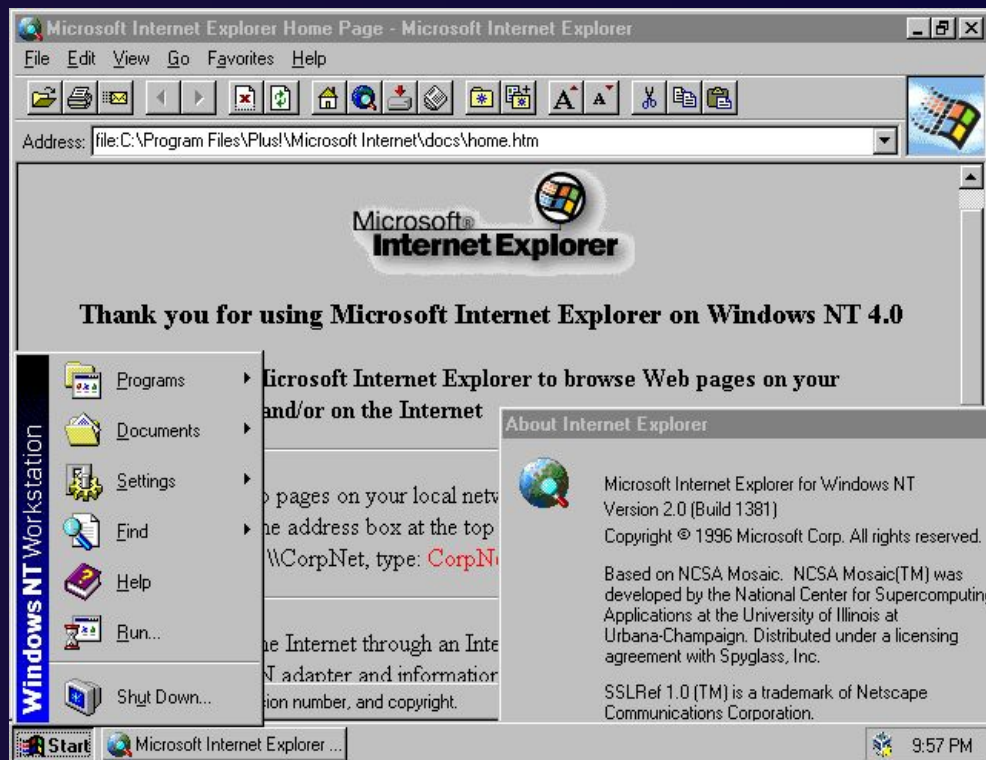 Microsoft Internet Explorer Home Page - Microsoft Internet Explorer
File Edit View Go Favorites Help
Address: file:C:\Program Files\Plus!\Microsoft Internet\docs\home.htm
Microsoft®
Internet Explorer
Thank you for using Microsoft Internet Explorer on Windows NT 4.0
Microsoft Internet Explorer to browse Web pages on your
and/or on the Internet
pages on your local netw
he address box at the top
\\CorpNet, type: CorpNe
he Internet through an Inte
N adapter and information
sion number, and copyright.
Windows NT Workstation
Programs
Documents
Settings
Find
Help
Run...
Shut Down...
About Internet Explorer
Microsoft Internet Explorer for Windows NT
Version 2.0 (Build 1381)
Copyright © 1996 Microsoft Corp. All rights reserved.
Based on NCSA Mosaic. NCSA Mosaic(TM) was
developed by the National Center for Supercomputing
Applications at the University of Illinois at
Urbana-Champaign. Distributed under a licensing
agreement with Spyglass, Inc.
SSLRef 1.0 (TM) is a trademark of Netscape
Communications Corporation.
Start
Microsoft Internet Explorer ...
9:57 PM